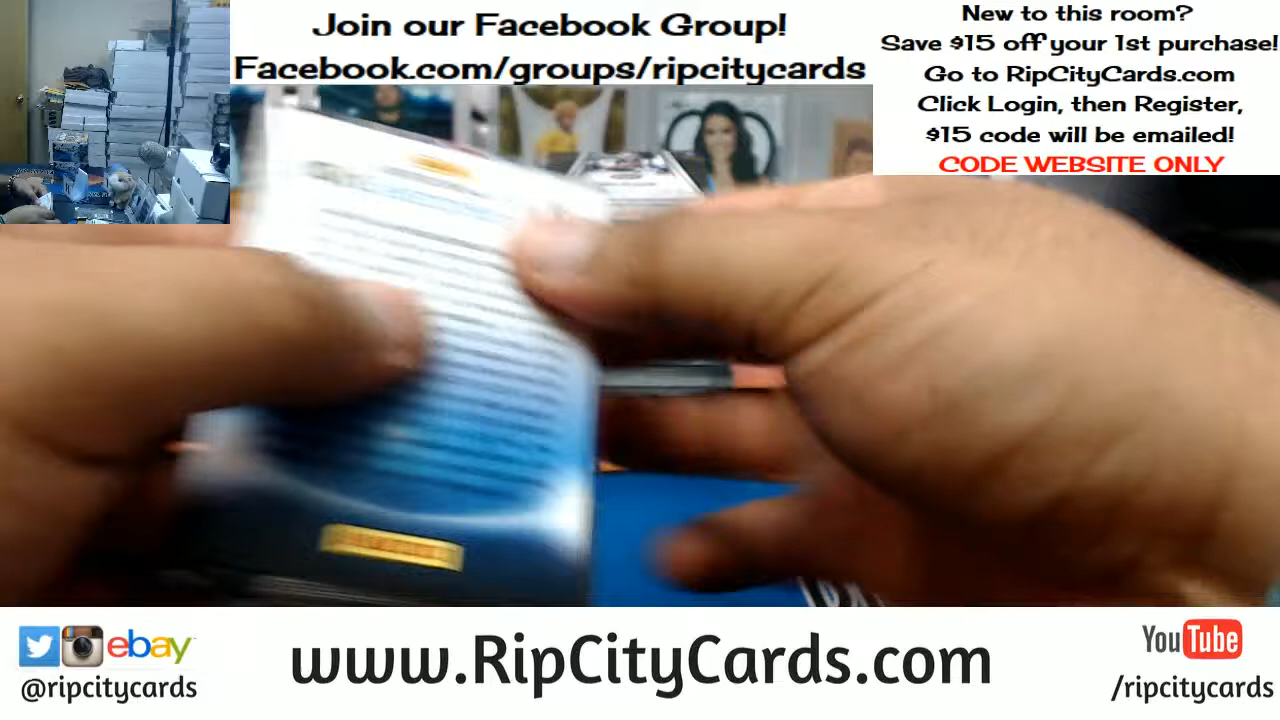 Join our Facebook Group!
Facebook.com/groups/ripcitycards
New to this room?
Save $15 off your 1st purchase!
Go to RipCityCards.com
Click Login, then Register,
$15 code will be emailed!
CODE WEBSITE ONLY
ebay
@ripcitycards
www.RipCityCards.com
YouTube
/ripcitycards